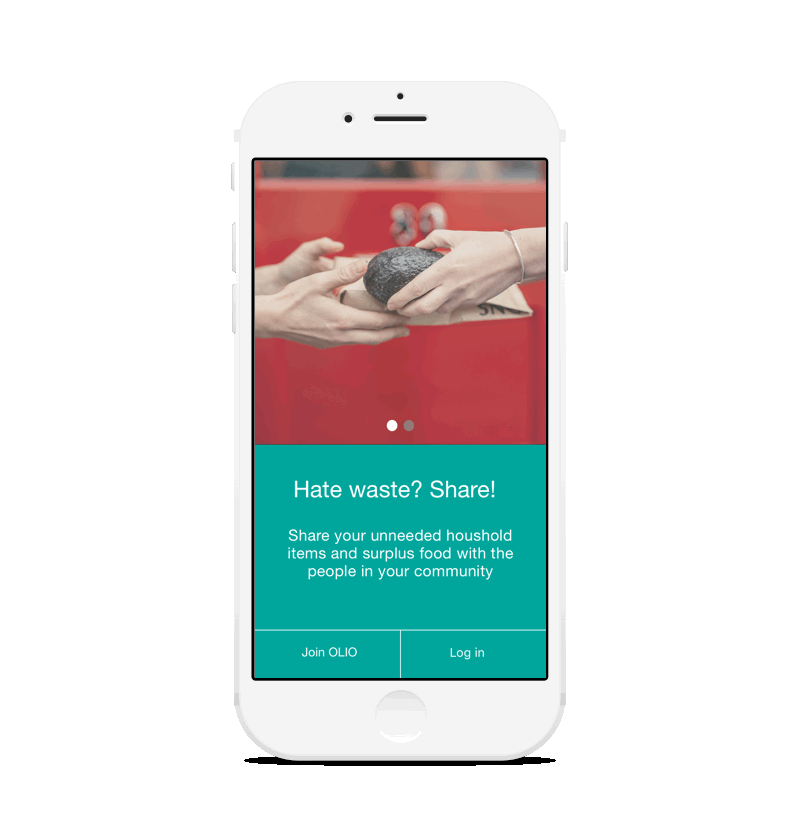 Hate waste? Share!
Share your unneeded houshold
items and surplus food with the
people in your community
Join OLIO
Log in